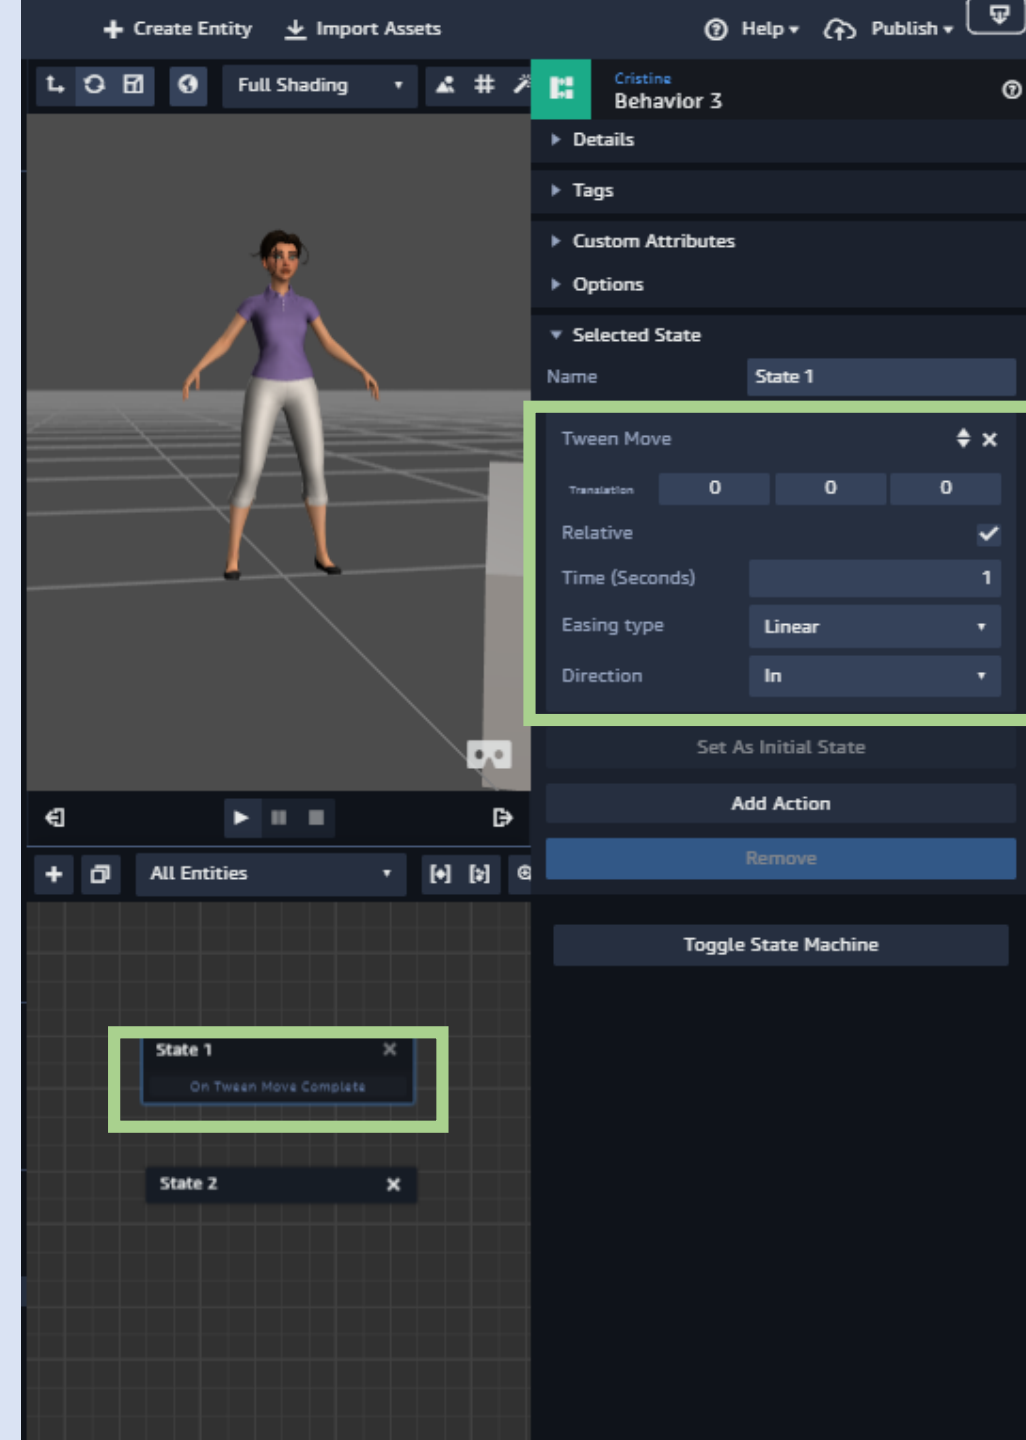 Create Entity Import Assets Help Publish
Full Shading
Cristine
Behavior 3
Details
Tags
Custom Attributes
Options
Selected State
Name State 1
Tween Move
Translation 0 0 0
Relative
Time (Seconds) 1
Easing type Linear
Direction In
Set As Initial State
Add Action
Remove
All Entities
Toggle State Machine
State 1
On Tween Move Complete
State 2